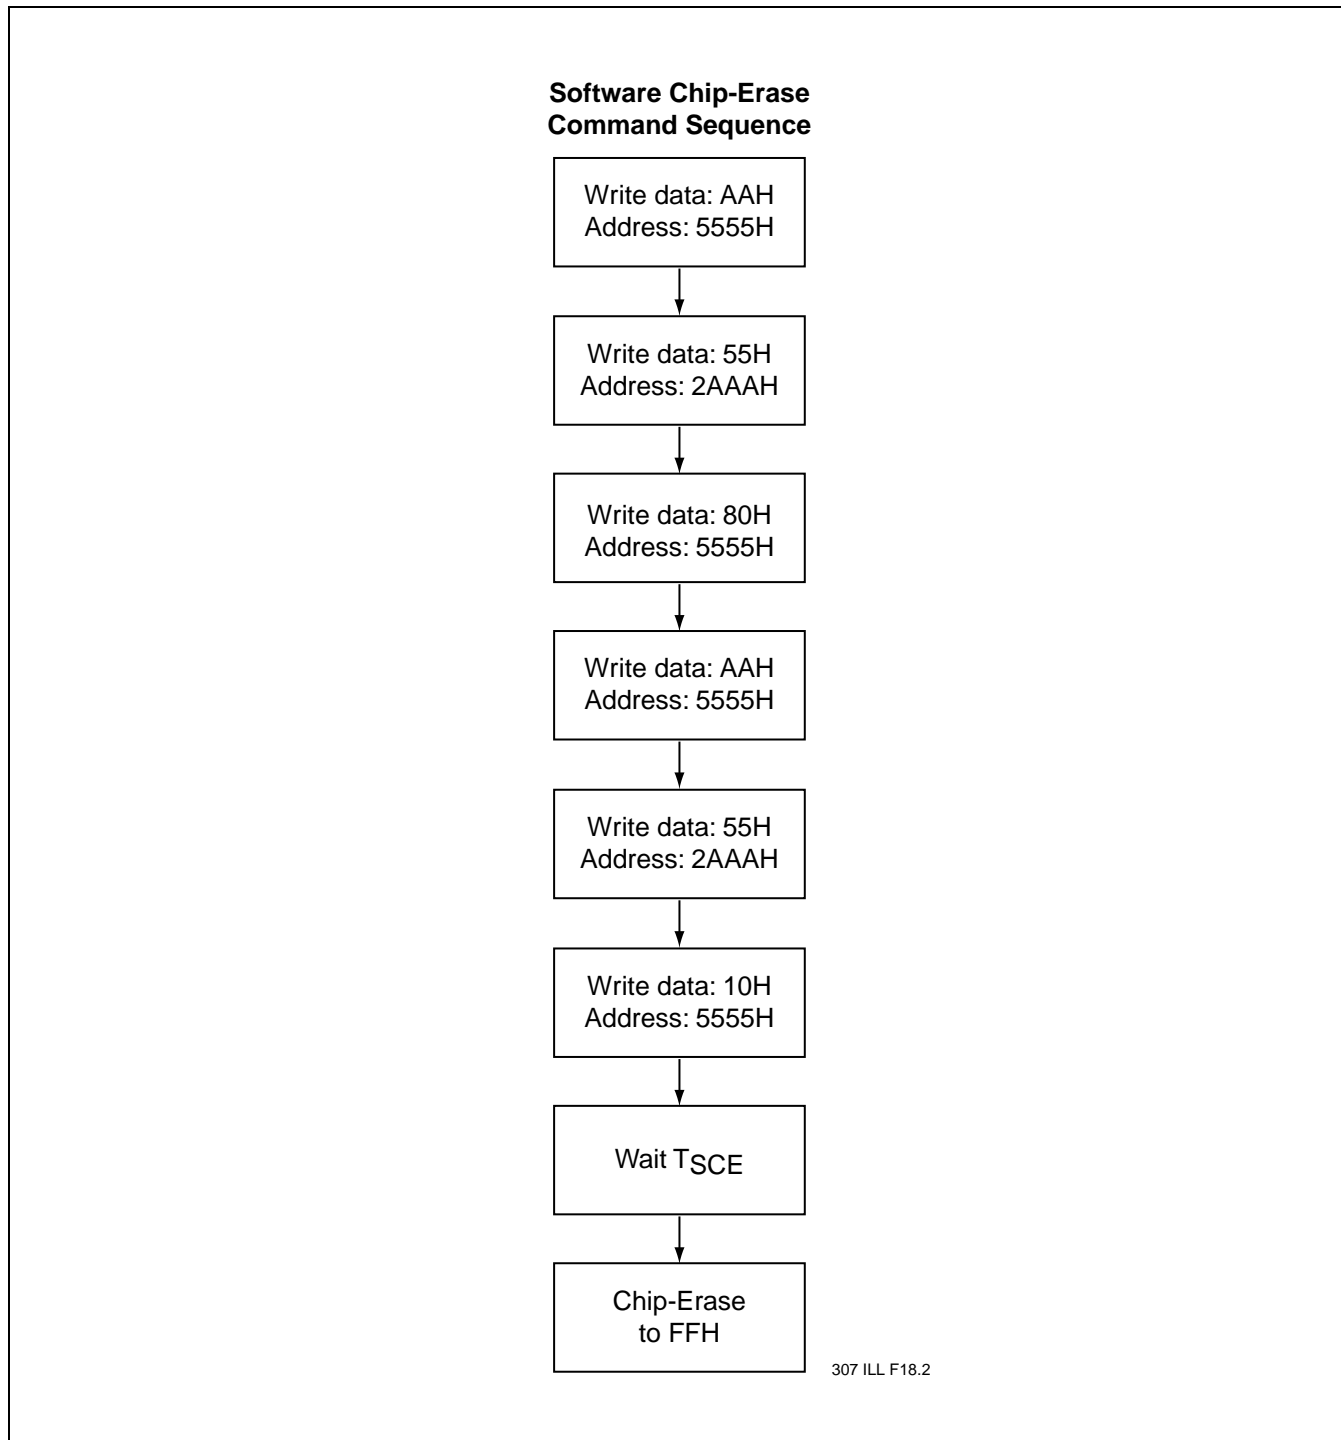 Software Chip-Erase
Command Sequence
Write data: AAH
Address: 5555H
Write data: 55H
Address: 2AAAH
Write data: 80H
Address: 5555H
Write data: AAH
Address: 5555H
Write data: 55H
Address: 2AAAH
Write data: 10H
Address: 5555H
Wait TSCE
Chip-Erase
to FFH
307 ILL F18.2